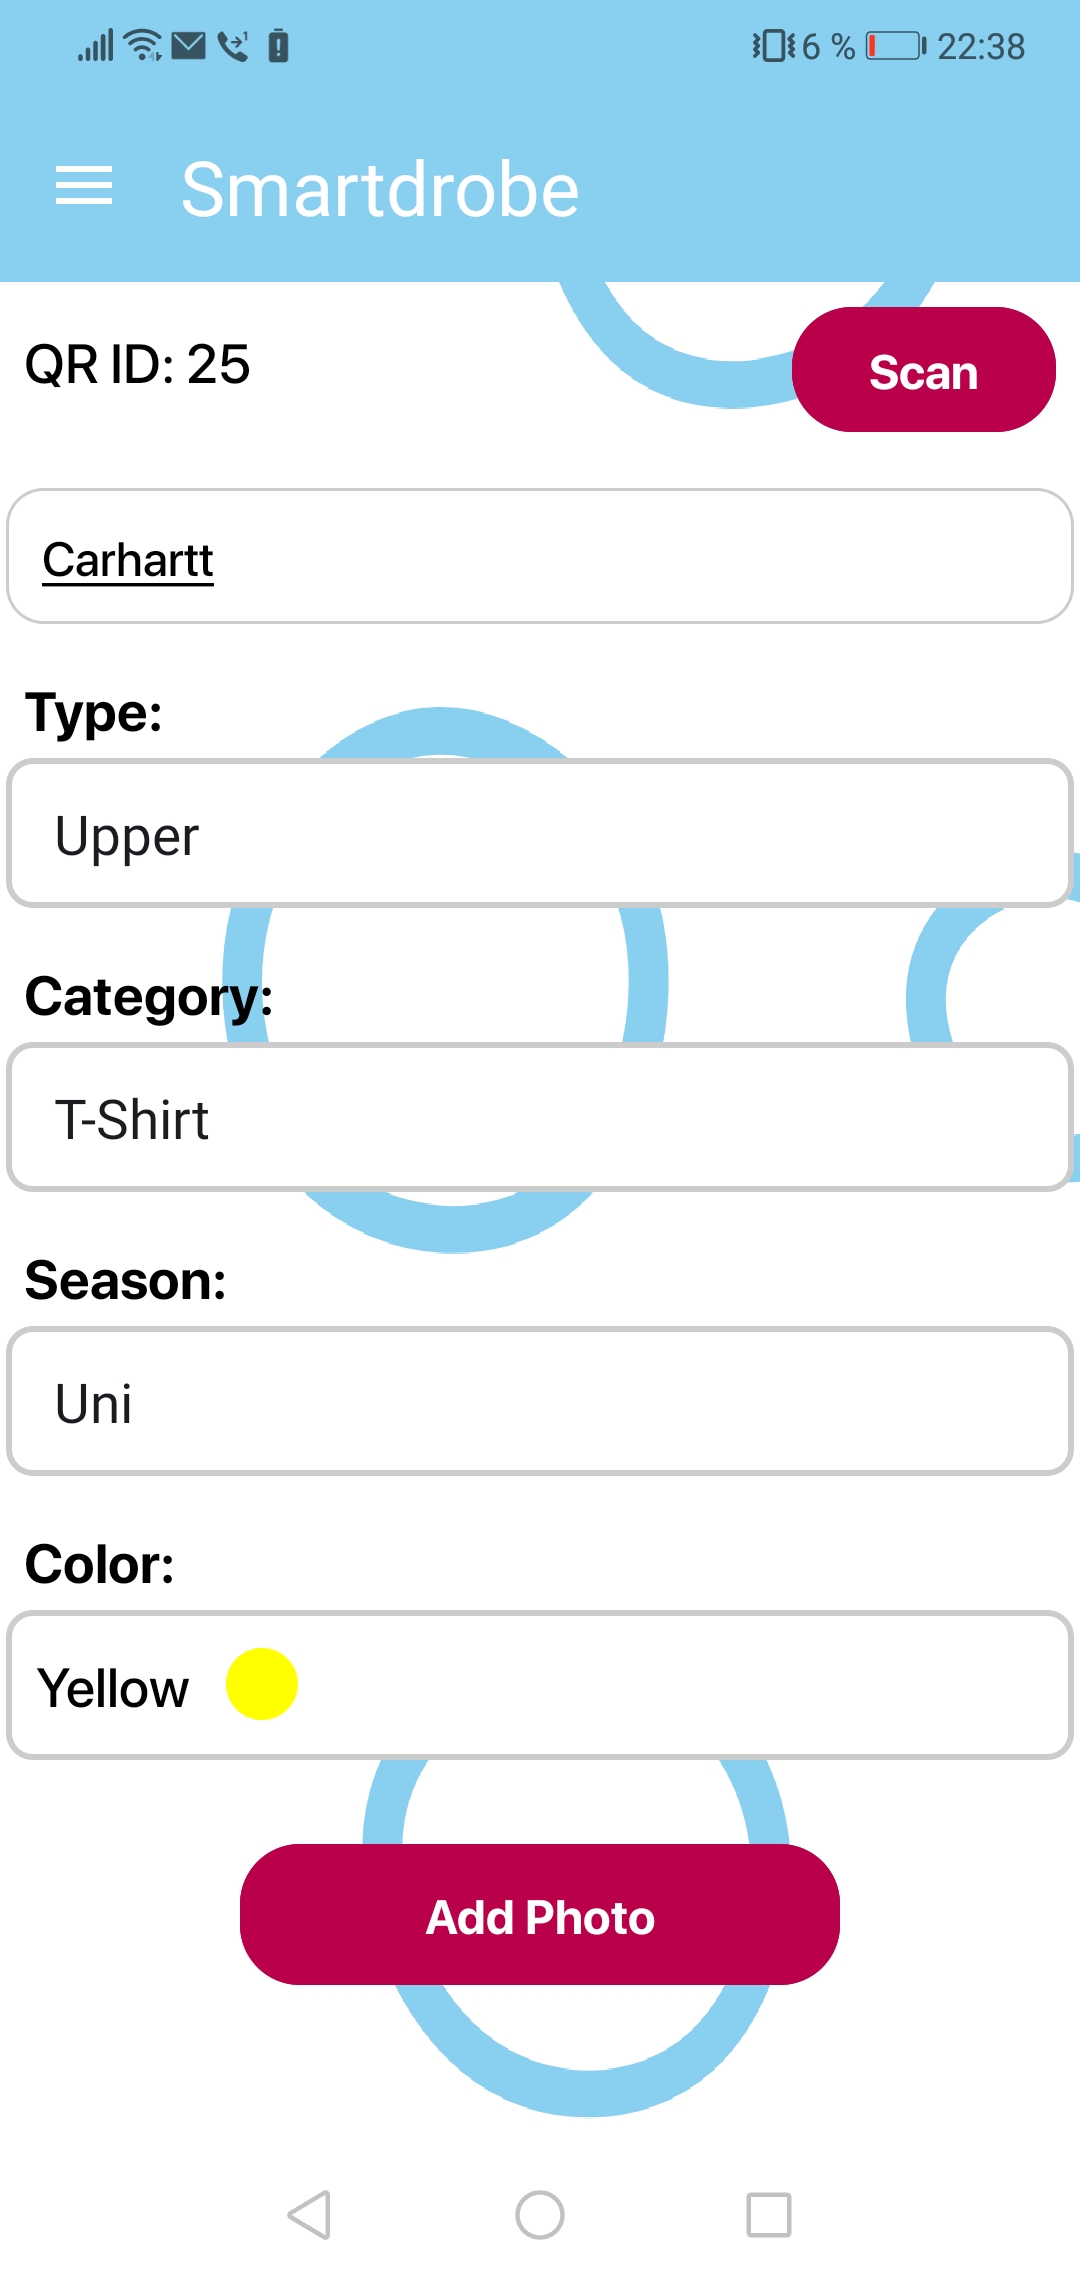 6 % 22:38
Smartdrobe
QR ID: 25
Scan
Carhartt
Type:
Upper
Category:
T-Shirt
Season:
Uni
Color:
Yellow
Add Photo